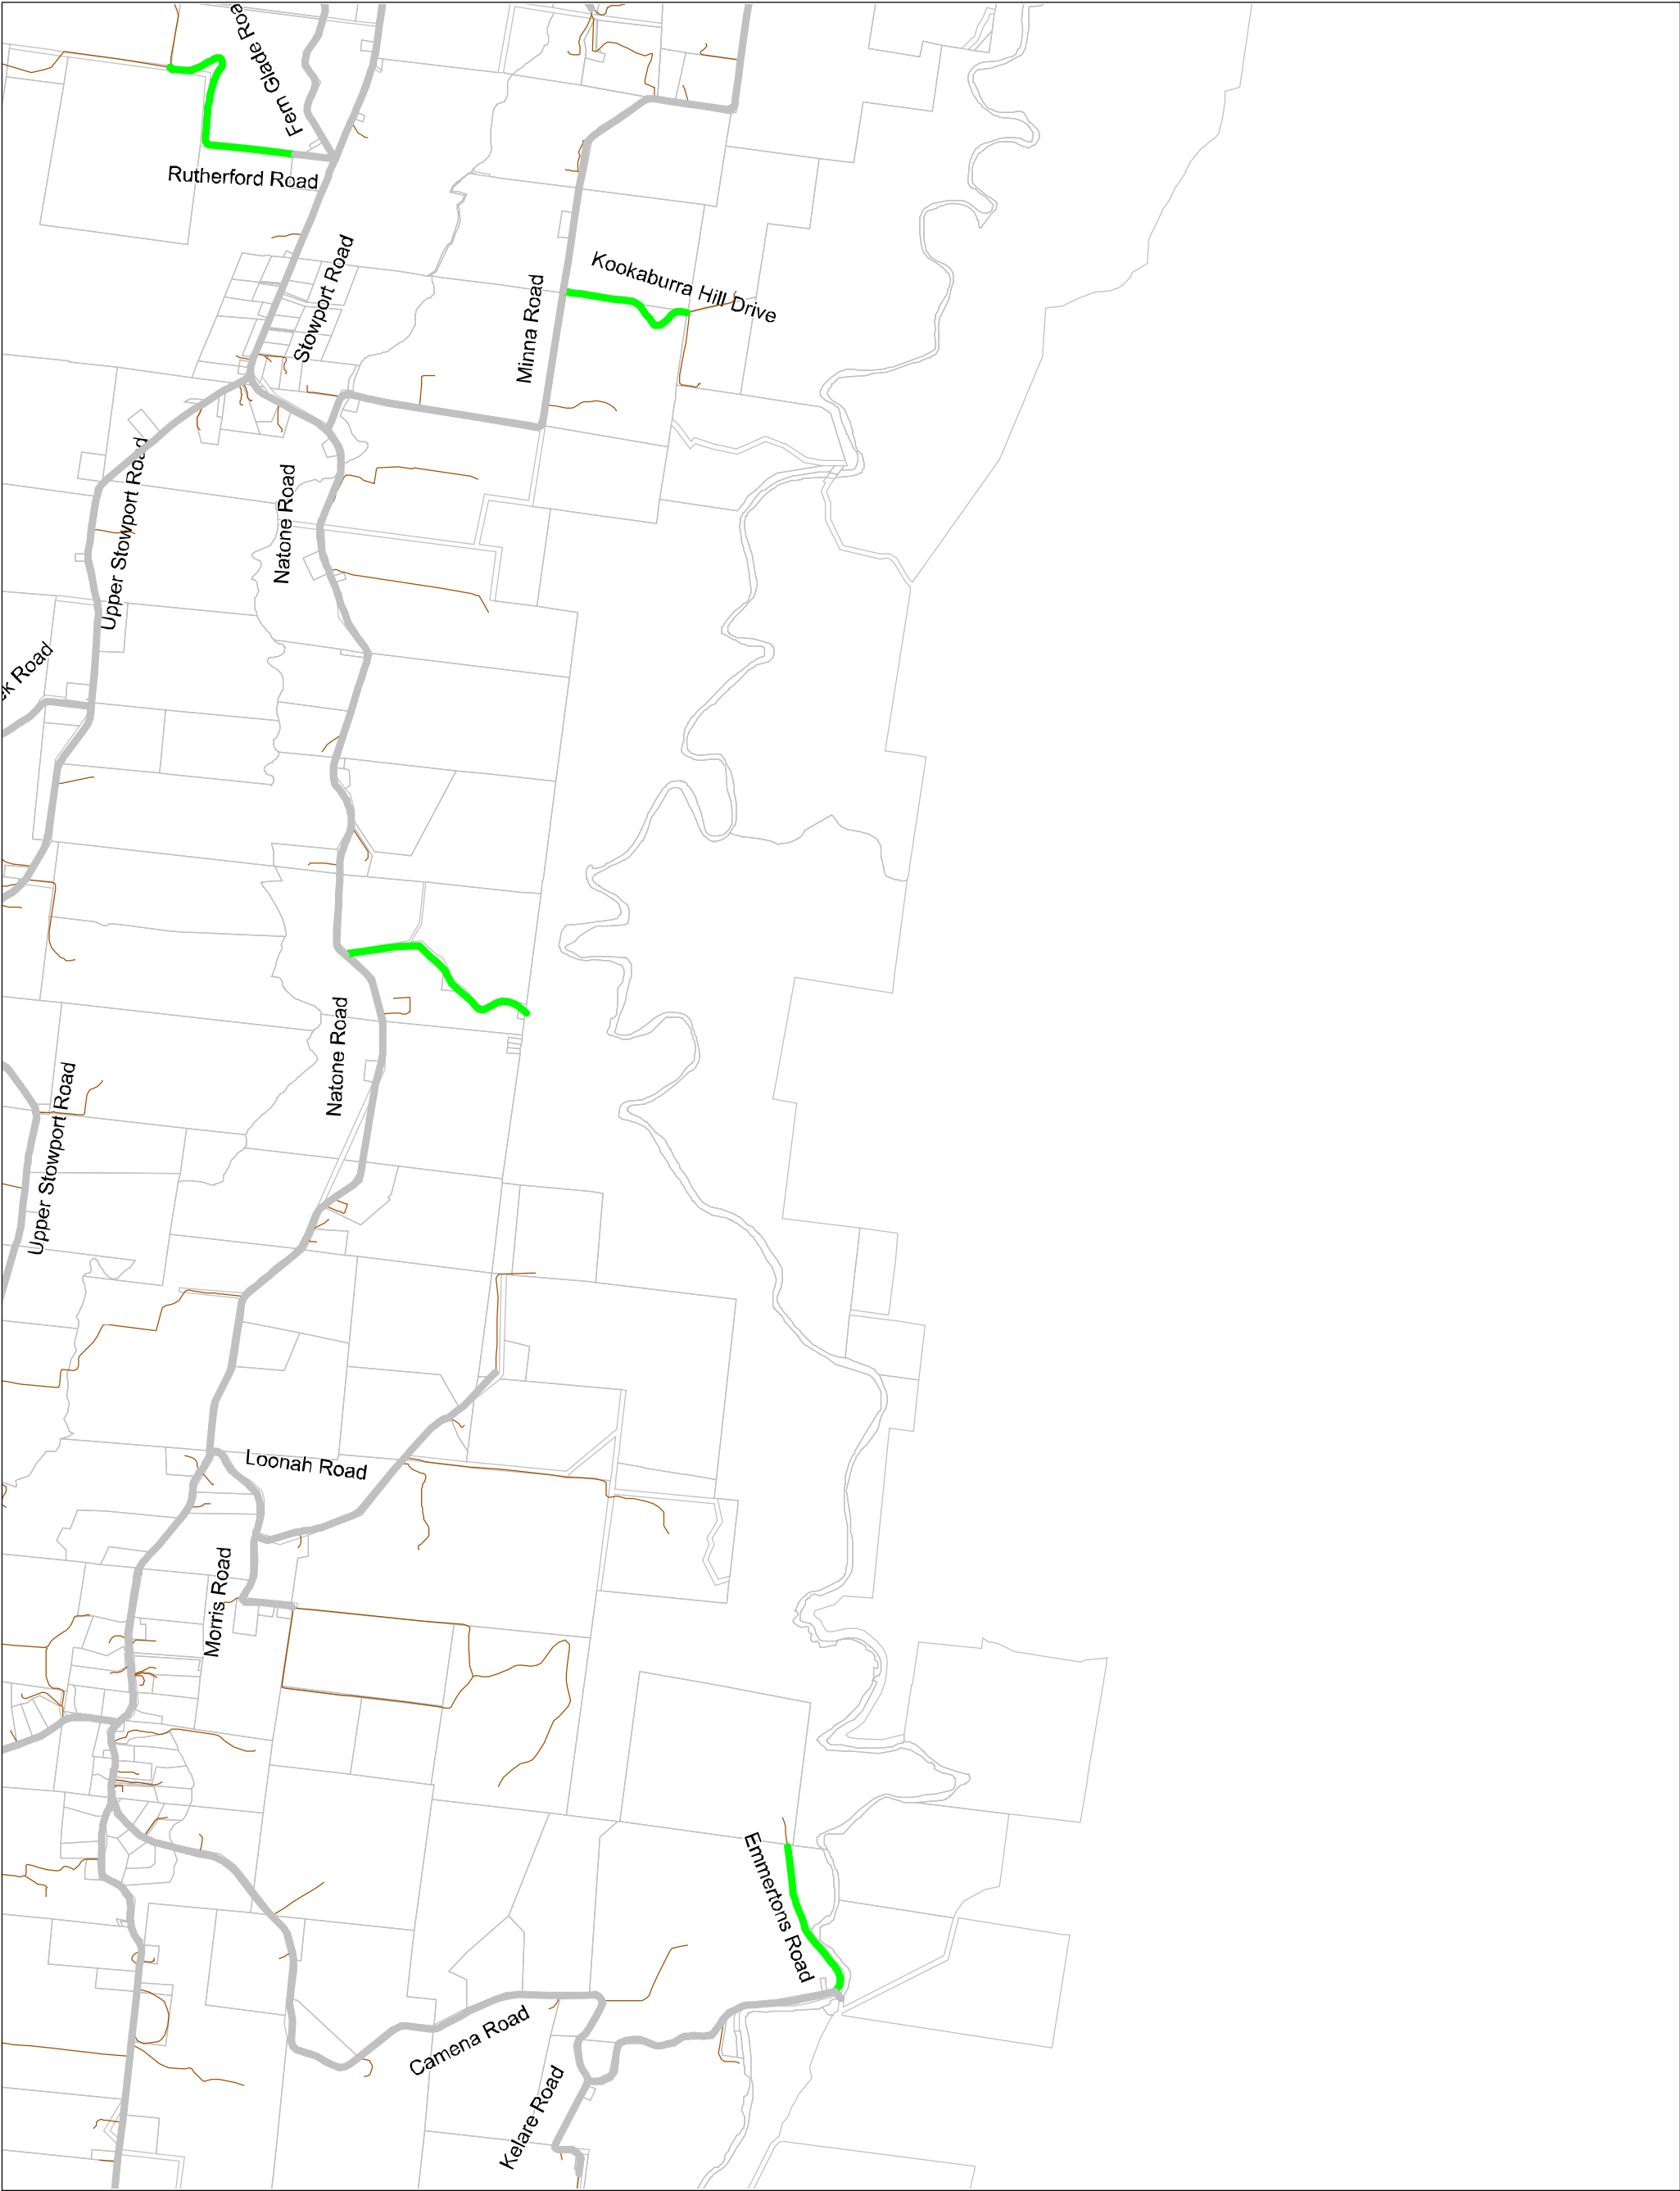 Fern Glade Roa
Rutherford Road
Stowport Road
Kookaburra Hill Drive
Minna Road
Upper Stowport Road
Natone Road
ek Road
Natone Road
Upper Stowport Road
Loonah Road
Morris Road
Emmertons Road
Camena Road
Kelare Road